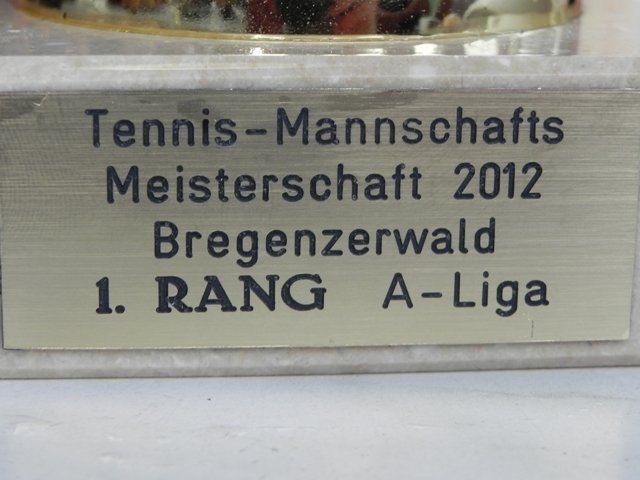 Tennis-Mannschafts
Meisterschaft 2012
Bregenzerwald
1. RANG A-Liga